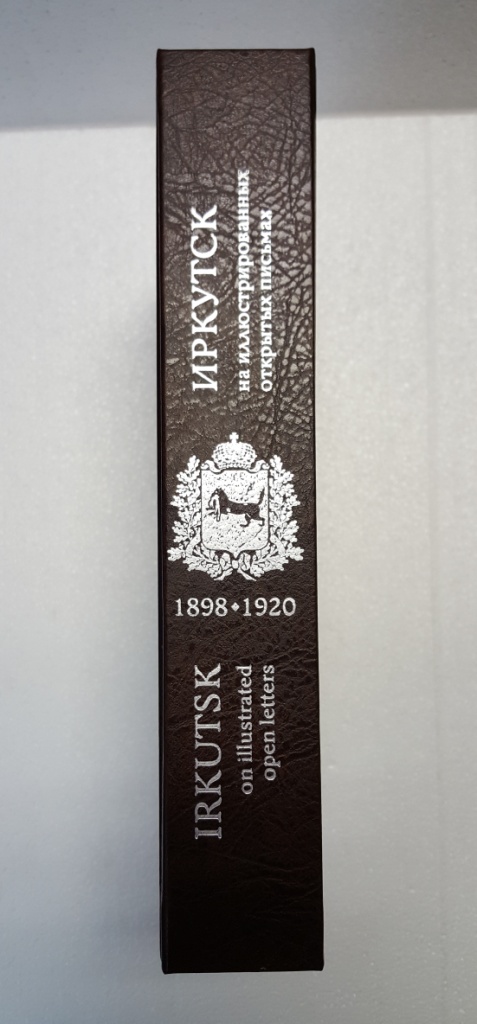 ИРКУТСК
на иллюстрированных
открытых письмах
1898•1920
IRKUTSK
on illustrated
open letters